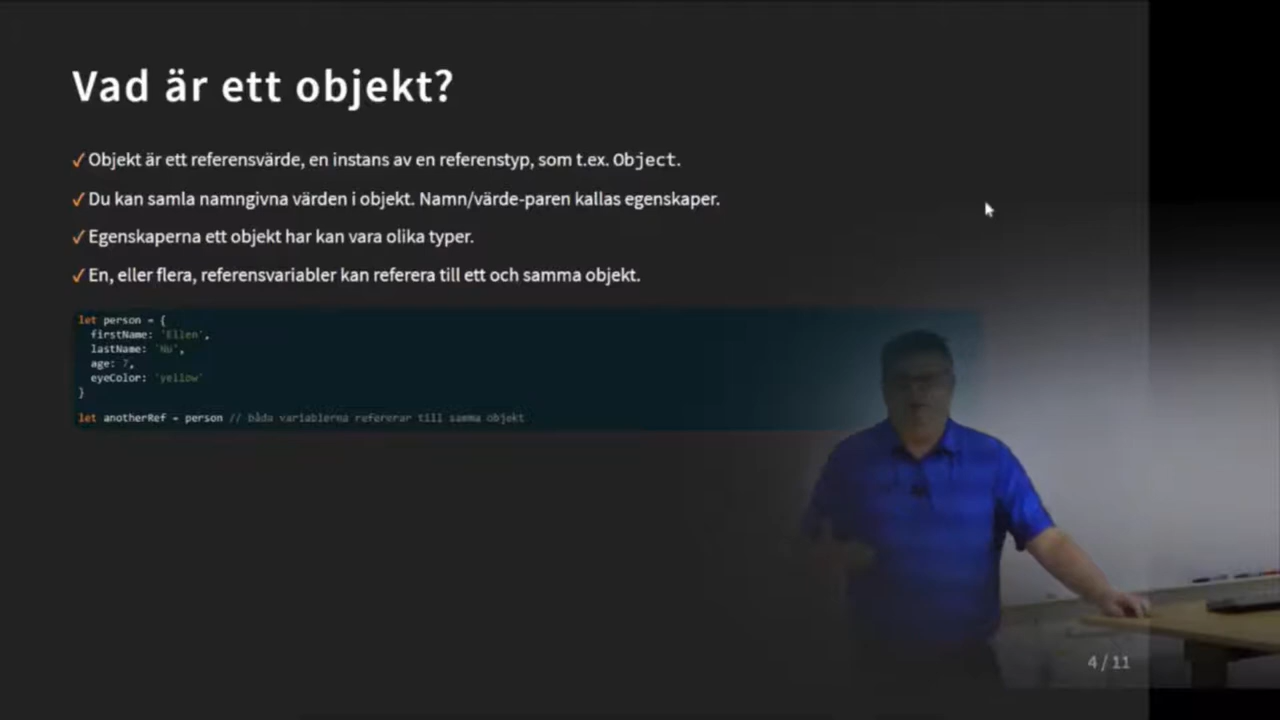 Vad är ett objekt?
✓ Objekt är ett referensvärde, en instans av en referenstyp, som t.ex. Object.
✓ Du kan samla namngivna värden i objekt. Namn/värde-paren kallas egenskaper.
✓ Egenskaperna ett objekt har kan vara olika typer.
✓ En, eller flera, referensvariabler kan referera till ett och samma objekt.
let person = {
firstName: 'Ellen',
lastName: 'Nu',
age: 7,
eyeColor: 'yellow'
}
let anotherRef = person // båda variablerna refererar till samma objekt
4 / 11